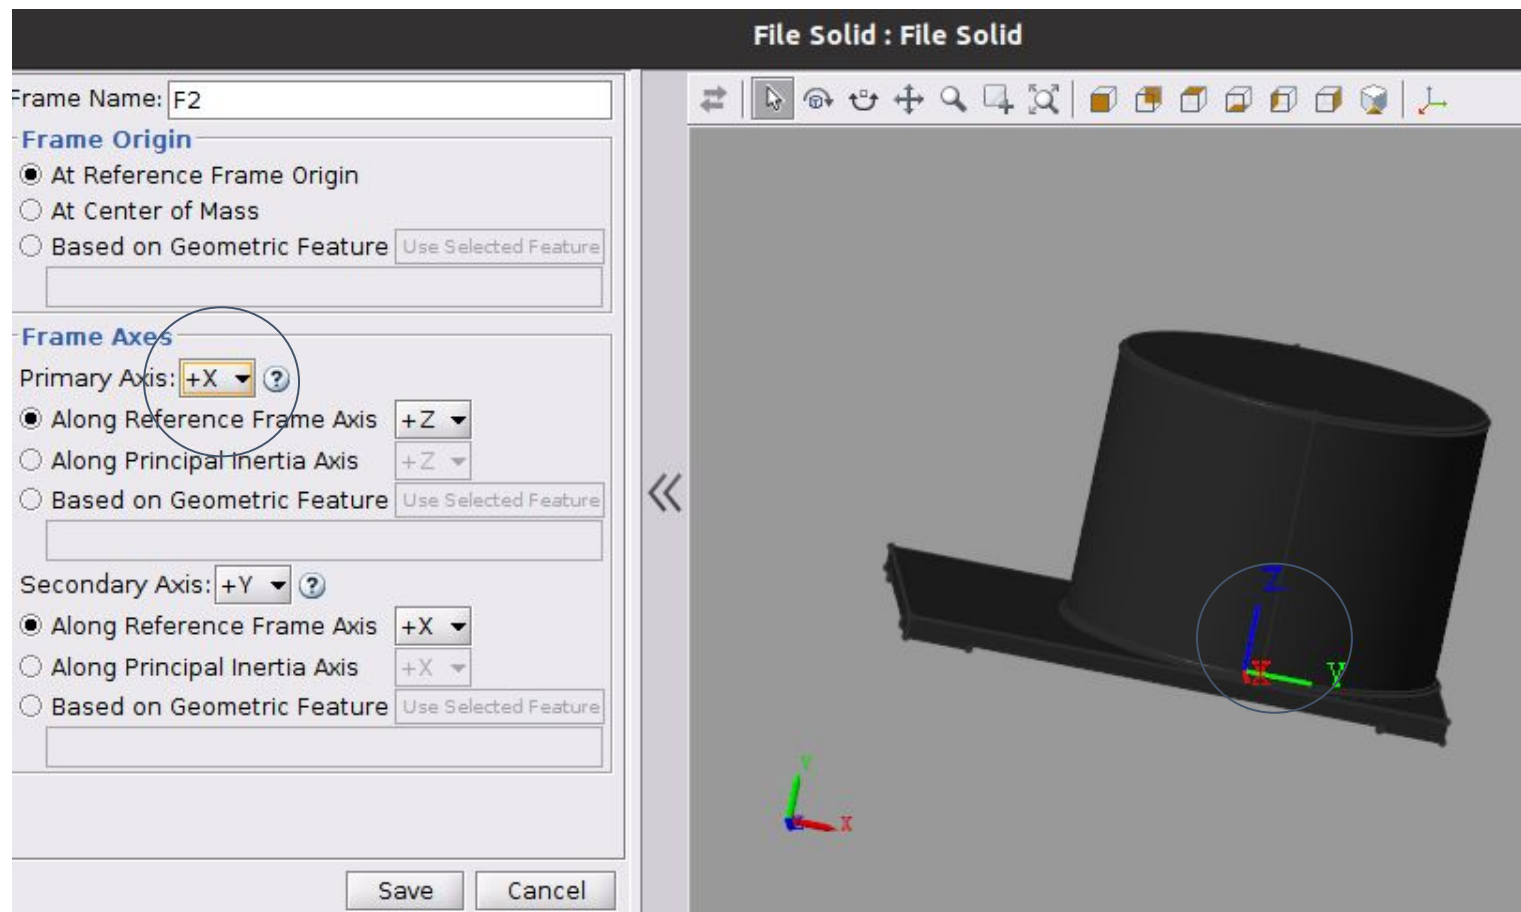 File Solid : File Solid
Frame Name: F2
Frame Origin
At Reference Frame Origin
At Center of Mass
Based on Geometric Feature Use Selected Feature
Frame Axes
Primary Axis: +X
Along Reference Frame Axis +Z
Along Principal Inertia Axis +Z
Based on Geometric Feature Use Selected Feature
Secondary Axis: +Y
Along Reference Frame Axis +X
Along Principal Inertia Axis +X
Based on Geometric Feature Use Selected Feature
Save Cancel
Z
X Y
Y
Z X